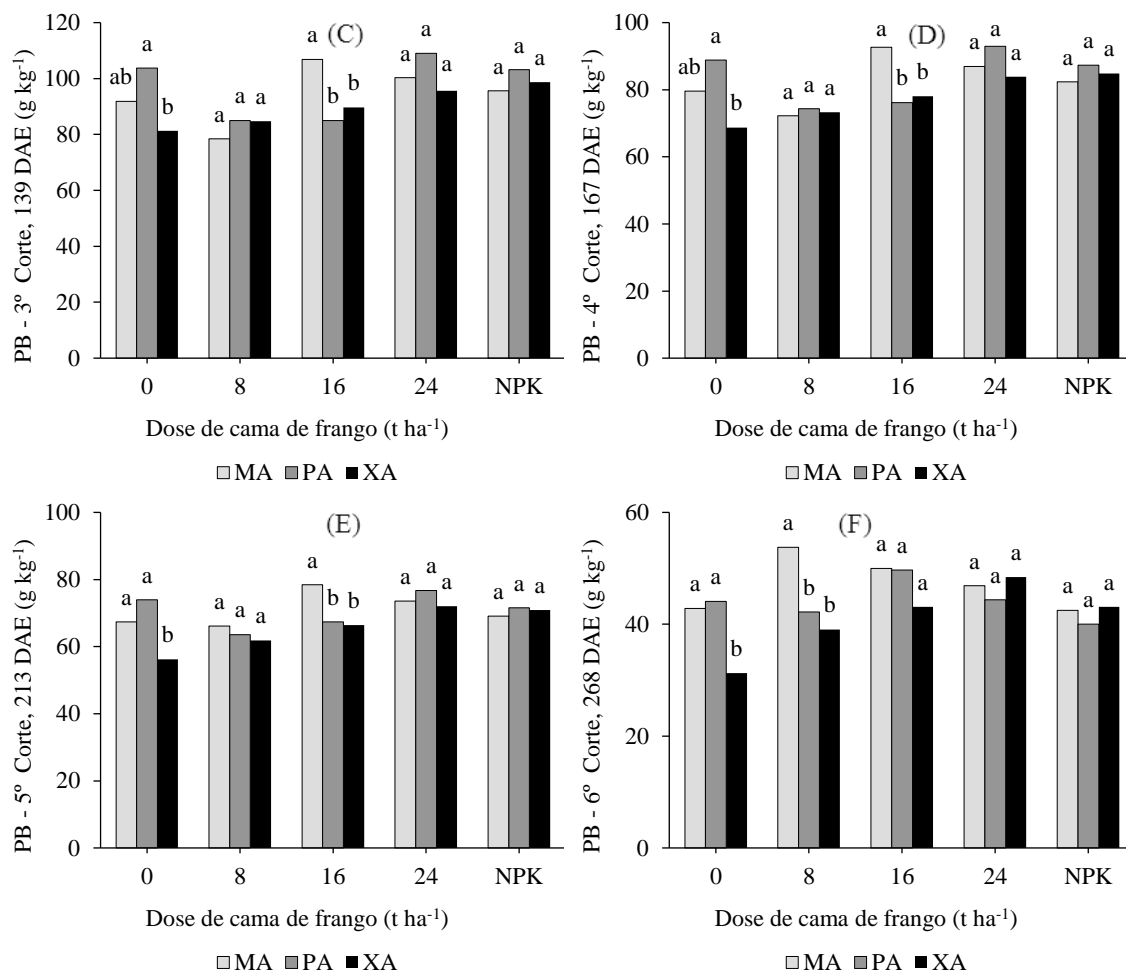 (C)
PB - 3º Corte, 139 DAE (g kg⁻¹)
120
100
80
60
40
20
0
ab a b
a a a
a b b
a a a
a a a
0 8 16 24 NPK
Dose de cama de frango (t ha⁻¹)
MA PA XA
(D)
PB - 4º Corte, 167 DAE (g kg⁻¹)
100
80
60
40
20
0
ab a b
a a a
a b b
a a a
a a a
0 8 16 24 NPK
Dose de cama de frango (t ha⁻¹)
MA PA XA
(E)
PB - 5º Corte, 213 DAE (g kg⁻¹)
100
80
60
40
20
0
a a b
a a a
a b b
a a a
a a a
0 8 16 24 NPK
Dose de cama de frango (t ha⁻¹)
MA PA XA
(F)
PB - 6º Corte, 268 DAE (g kg⁻¹)
60
40
20
0
a a b
a b b
a a a
a a a
a a a
0 8 16 24 NPK
Dose de cama de frango (t ha⁻¹)
MA PA XA